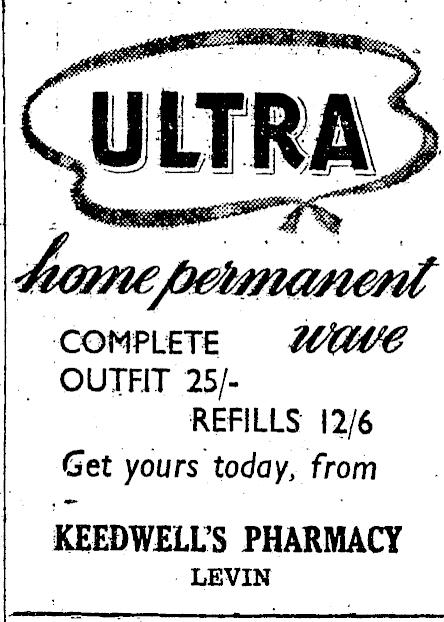 ULTRA
home permanent
wave
COMPLETE
OUTFIT 25/-
REFILLS 12/6
Get yours today, from
KEEDWELL'S PHARMACY
LEVIN